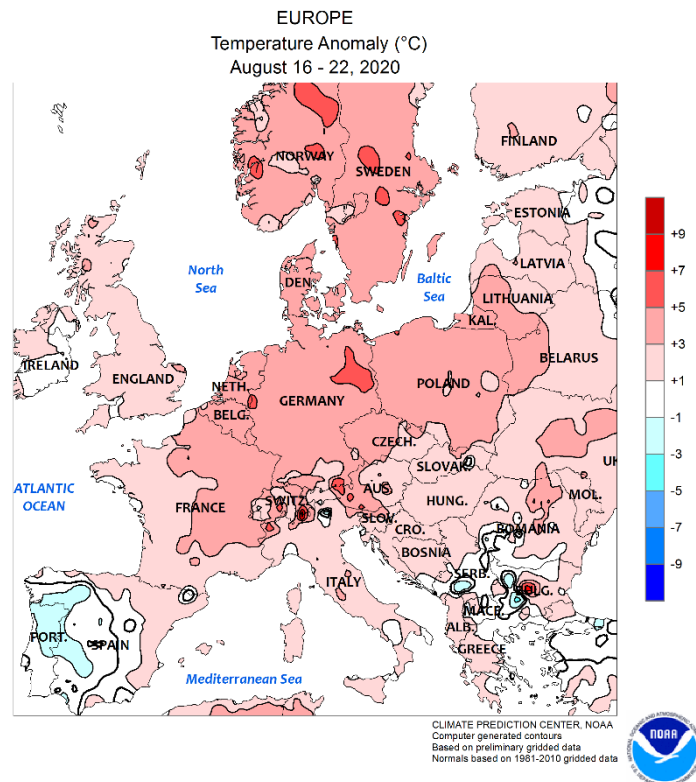 EUROPE
Temperature Anomaly (°C)
August 16 - 22, 2020
FINLAND
NORWAY
SWEDEN
ESTONIA
North
Sea
LATVIA
Baltic
Sea
DEN.
LITHUANIA
KAL.
IRELAND
BELARUS
ENGLAND
NETH.
POLAND
GERMANY
BELG.
CZECH.
SLOVAK.
UK
ATLANTIC
OCEAN
AUS.
MOL.
SWITZ.
HUNG.
FRANCE
SLOV.
CRO.
ROMANIA
BOSNIA
SERB.
ITALY
BULG.
MACE.
PORT.
SPAIN
ALB.
GREECE
Mediterranean Sea
+9
+7
+5
+3
+1
-1
-3
-5
-7
-9
CLIMATE PREDICTION CENTER, NOAA
Computer generated contours
Based on preliminary gridded data
Normals based on 1981-2010 gridded data
NOAA